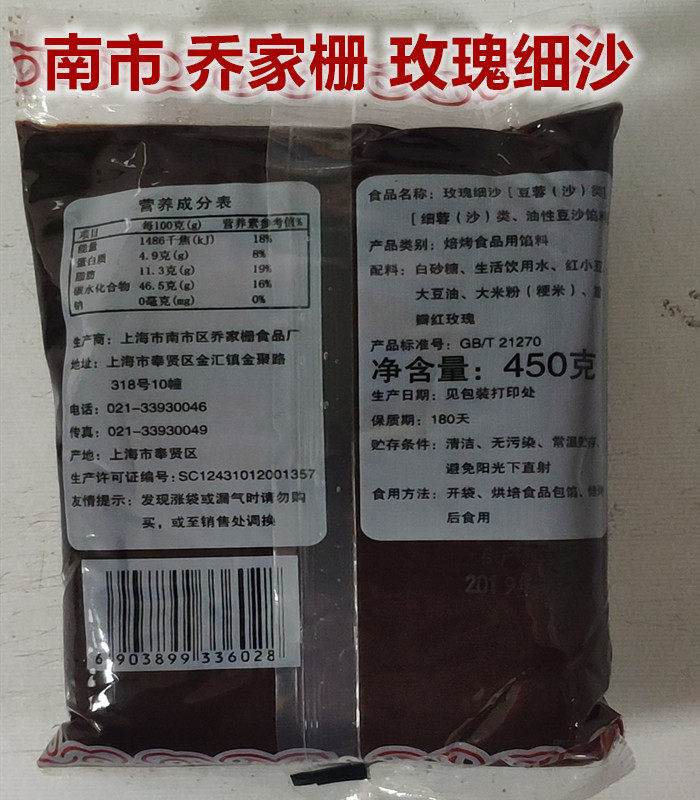 南市 乔家栅 玫瑰细沙
营养成分表
项目 每100克(g) 营养素参考值%
能量 1486千焦(kJ) 18%
蛋白质 4.9克(g) 8%
脂肪 11.3克(g) 19%
碳水化合物 46.5克(g) 16%
钠 0毫克(mg) 0%
生产商：上海市南市区乔家栅食品厂
地址：上海市奉贤区金汇镇金聚路
318号10幢
电话：021-33930046
传真：021-33930049
产地：上海市奉贤区
生产许可证编号：SC12431012001357
友情提示：发现涨袋或漏气时请勿购
买，或至销售处调换
6 903899 336028
食品名称：玫瑰细沙［豆蓉（沙）类］
［细蓉（沙）类、油性豆沙馅料
产品类别：焙烤食品用馅料
配料：白砂糖、生活饮用水、红小豆
大豆油、大米粉（粳米）、
瓣红玫瑰
产品标准号：GB/T 21270
净含量：450克
生产日期：见包装打印处
保质期：180天
贮存条件：清洁、无污染、常温贮存、
避免阳光下直射
食用方法：开袋、烘焙食品包馅、
后食用
2019年